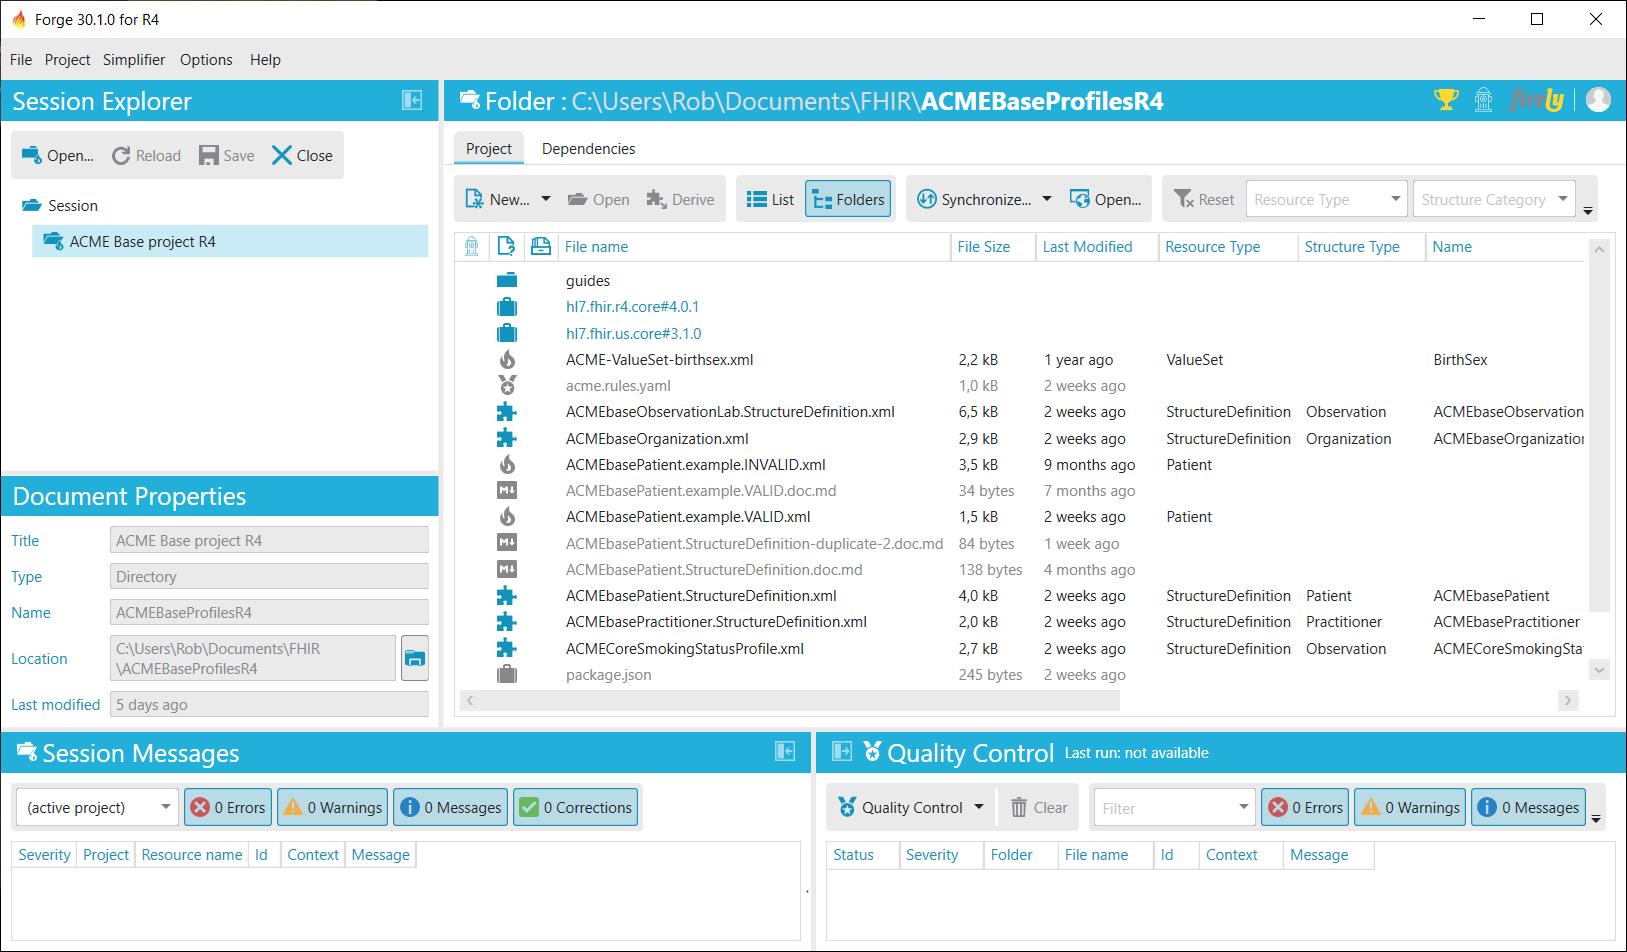 Forge 30.1.0 for R4
File Project Simplifier Options Help
Session Explorer
Open... Reload Save Close
Session
ACME Base project R4
Document Properties
Title ACME Base project R4
Type Directory
Name ACMEBaseProfilesR4
Location C:\Users\Rob\Documents\FHIR
\ACMEBaseProfilesR4
Last modified 5 days ago
Folder : C:\Users\Rob\Documents\FHIR\ACMEBaseProfilesR4 firely
Project Dependencies
New... Open Derive List Folders Synchronize... Open... Reset Resource Type Structure Category
File name File Size Last Modified Resource Type Structure Type Name
guides
hl7.fhir.r4.core#4.0.1
hl7.fhir.us.core#3.1.0
ACME-ValueSet-birthsex.xml 2,2 kB 1 year ago ValueSet BirthSex
acme.rules.yaml 1,0 kB 2 weeks ago
ACMEbaseObservationLab.StructureDefinition.xml 6,5 kB 2 weeks ago StructureDefinition Observation ACMEbaseObservation
ACMEbaseOrganization.xml 2,9 kB 2 weeks ago StructureDefinition Organization ACMEbaseOrganization
ACMEbasePatient.example.INVALID.xml 3,5 kB 9 months ago Patient
M↓ ACMEbasePatient.example.VALID.doc.md 34 bytes 7 months ago
ACMEbasePatient.example.VALID.xml 1,5 kB 2 weeks ago Patient
M↓ ACMEbasePatient.StructureDefinition-duplicate-2.doc.md 84 bytes 1 week ago
M↓ ACMEbasePatient.StructureDefinition.doc.md 138 bytes 4 months ago
ACMEbasePatient.StructureDefinition.xml 4,0 kB 2 weeks ago StructureDefinition Patient ACMEbasePatient
ACMEbasePractitioner.StructureDefinition.xml 2,0 kB 2 weeks ago StructureDefinition Practitioner ACMEbasePractitioner
ACMECoreSmokingStatusProfile.xml 2,7 kB 2 weeks ago StructureDefinition Observation ACMECoreSmokingSta
package.json 245 bytes 2 weeks ago
Session Messages
(active project) 0 Errors 0 Warnings 0 Messages 0 Corrections
Severity Project Resource name Id Context Message
Quality Control Last run: not available
Quality Control Clear Filter 0 Errors 0 Warnings 0 Messages
Status Severity Folder File name Id Context Message